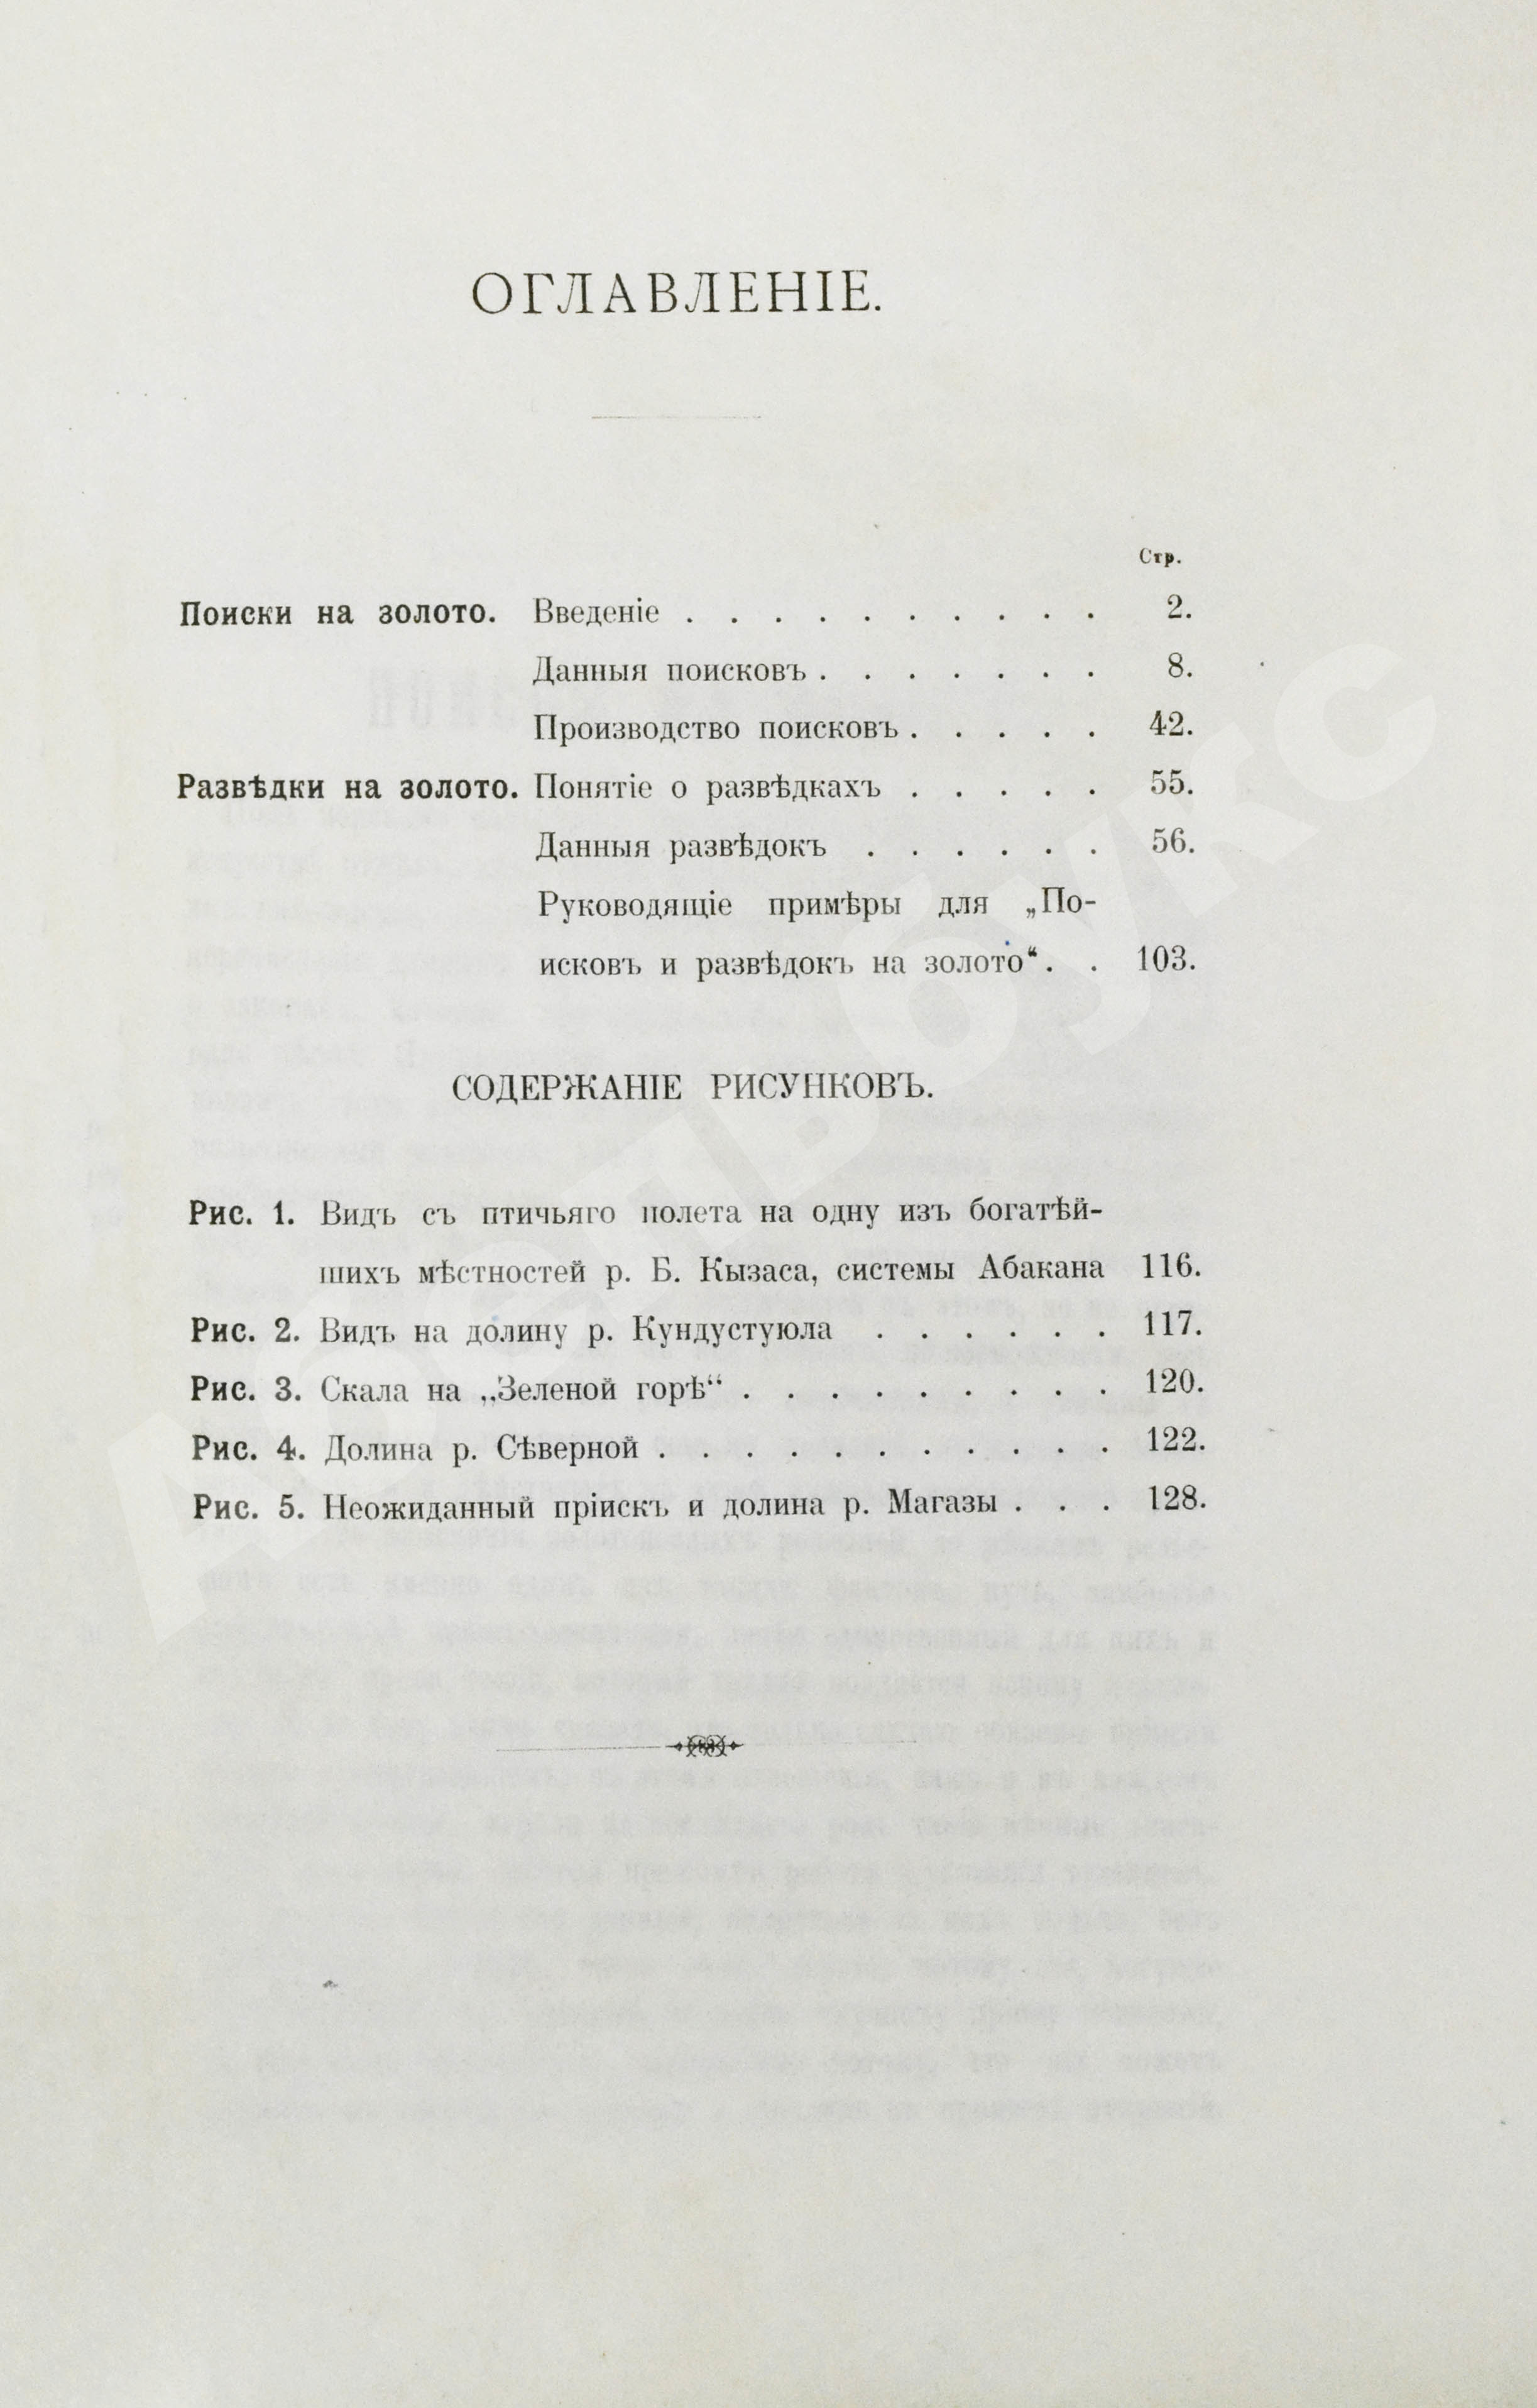 ОГЛАВЛЕНІЕ.
Стр.
Поиски на золото. Введеніе . . . . . . . . . . 2.
Данныя поисковъ . . . . . . . 8.
Производство поисковъ . . . . . 42.
Развѣдки на золото. Понятіе о развѣдкахъ . . . . . 55.
Данныя развѣдокъ . . . . . . 56.
Руководящіе примѣры для „По-
исковъ и развѣдокъ на золото“ . . 103.
СОДЕРЖАНІЕ РИСУНКОВЪ.
Рис. 1. Видъ съ птичьяго полета на одну изъ богатѣй-
шихъ мѣстностей р. Б. Кызаса, системы Абакана 116.
Рис. 2. Видъ на долину р. Кундустуюла . . . . . . 117.
Рис. 3. Скала на „Зеленой горѣ“ . . . . . . . . . 120.
Рис. 4. Долина р. Сѣверной . . . . . . . . . . . 122.
Рис. 5. Неожиданный пріискъ и долина р. Магазы . . . 128.